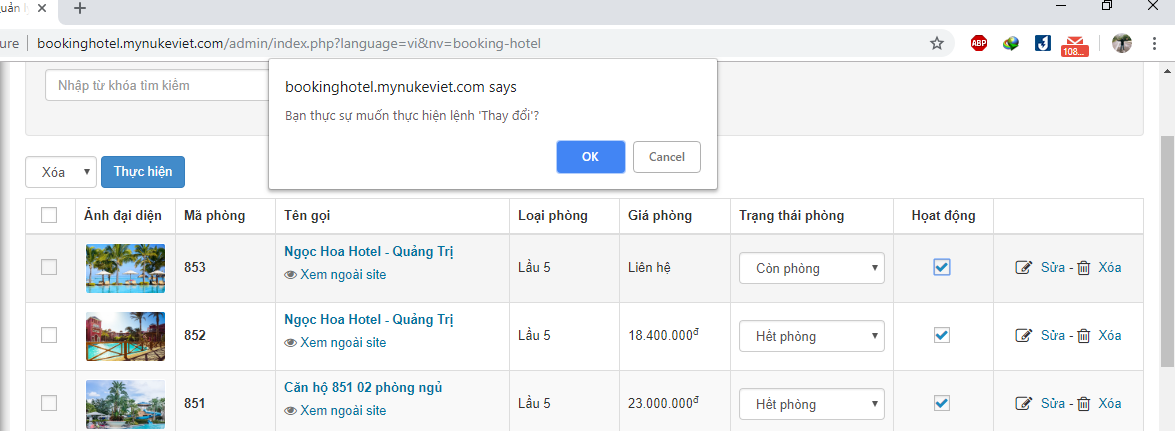 uản
ure bookinghotel.mynukeviet.com/admin/index.php?language=vi&nv=booking-hotel
ABP
108...
Nhập từ khóa tìm kiếm
bookinghotel.mynukeviet.com says
Bạn thực sự muốn thực hiện lệnh 'Thay đổi'?
OK Cancel
Xóa Thực hiện
Ảnh đại diện Mã phòng Tên gọi Loại phòng Giá phòng Trạng thái phòng Hoạt động
853 Ngọc Hoa Hotel - Quảng Trị Lầu 5 Liên hệ Còn phòng Sửa - Xóa
Xem ngoài site
852 Ngọc Hoa Hotel - Quảng Trị Lầu 5 18.400.000đ Hết phòng Sửa - Xóa
Xem ngoài site
851 Căn hộ 851 02 phòng ngủ Lầu 5 23.000.000đ Hết phòng Sửa - Xóa
Xem ngoài site